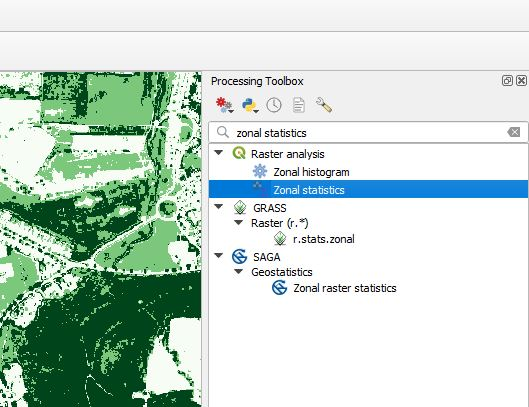 Processing Toolbox
zonal statistics
Raster analysis
Zonal histogram
Zonal statistics
GRASS
Raster (r.*)
r.stats.zonal
SAGA
Geostatistics
Zonal raster statistics